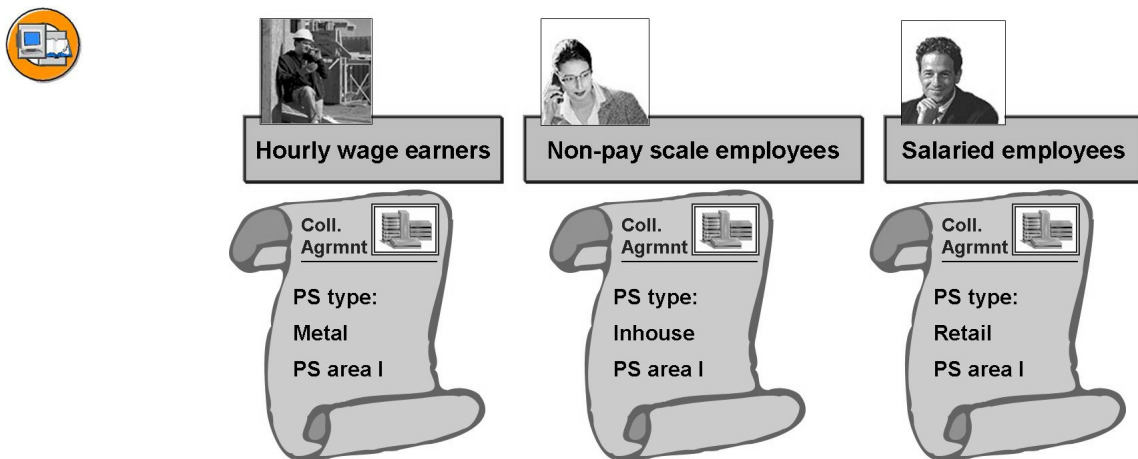 Hourly wage earners
Non-pay scale employees
Salaried employees
Coll.
Agrmnt
PS type:
Metal
PS area I
Coll.
Agrmnt
PS type:
Inhouse
PS area I
Coll.
Agrmnt
PS type:
Retail
PS area I